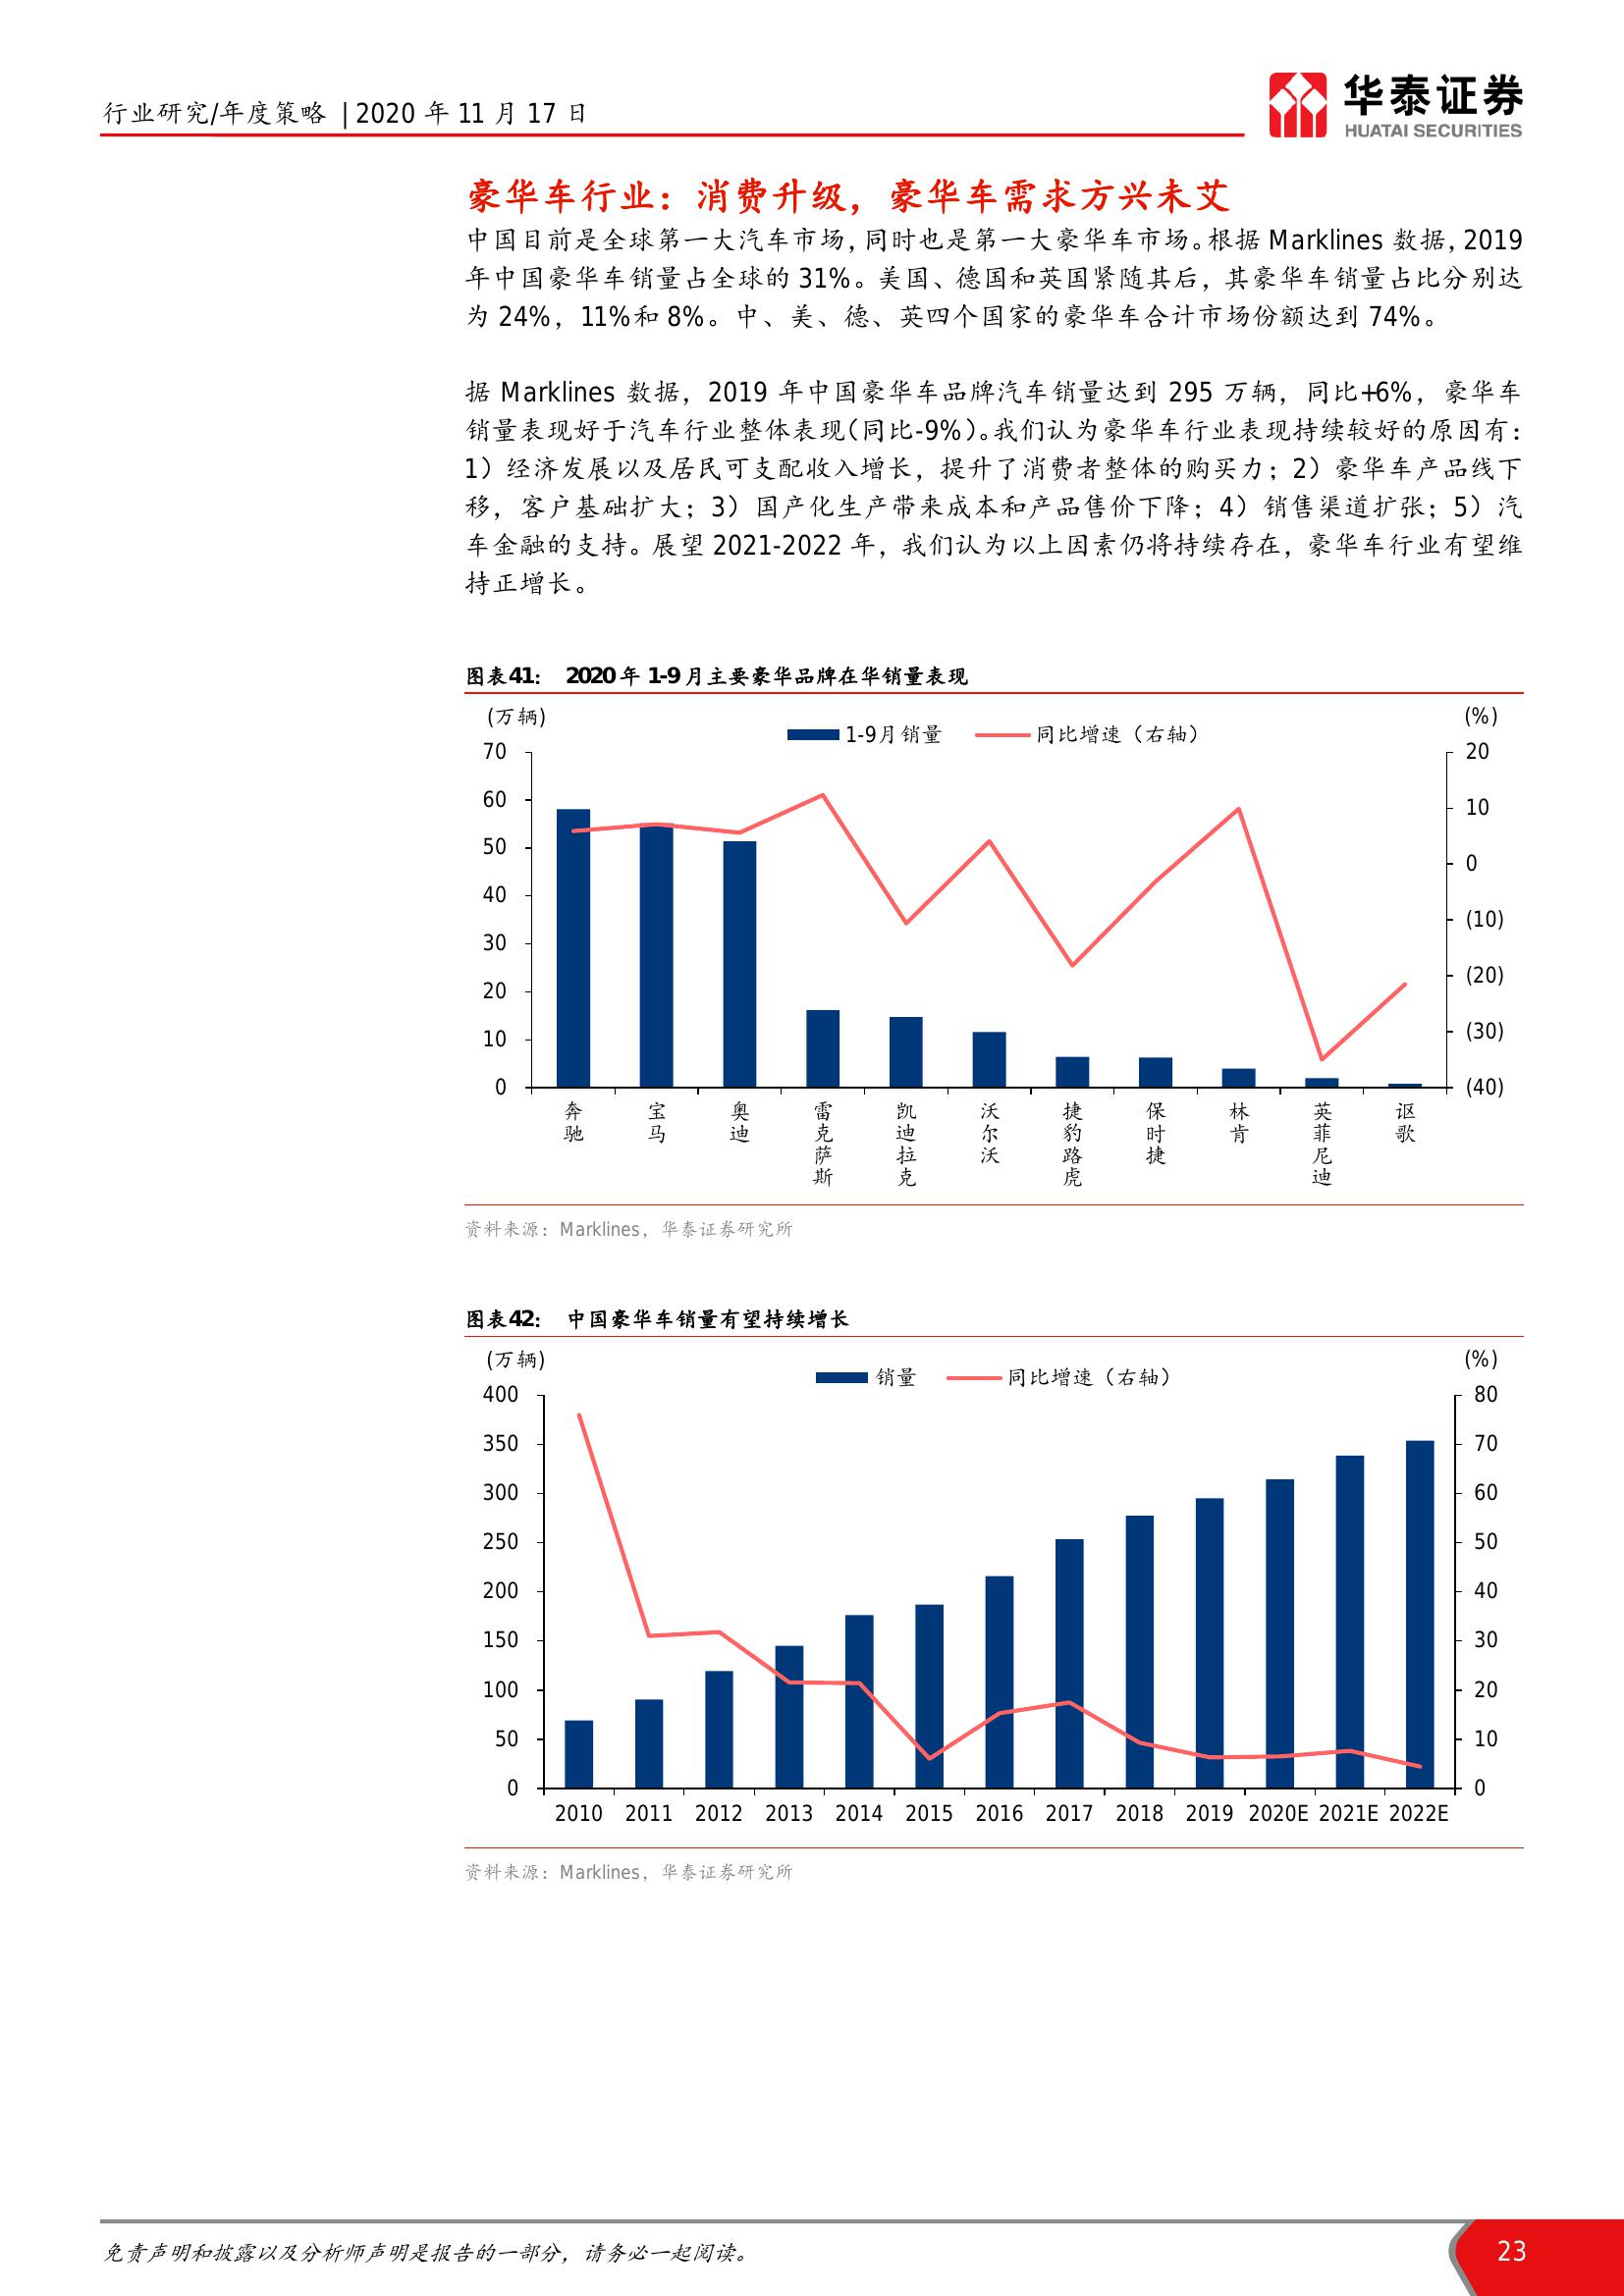 行业研究/年度策略 | 2020 年 11 月 17 日
华泰证券
HUATAI SECURITIES
豪华车行业：消费升级，豪华车需求方兴未艾
中国目前是全球第一大汽车市场，同时也是第一大豪华车市场。根据 Marklines 数据，2019
年中国豪华车销量占全球的 31%。美国、德国和英国紧随其后，其豪华车销量占比分别达
为 24%，11%和 8%。中、美、德、英四个国家的豪华车合计市场份额达到 74%。
据 Marklines 数据，2019 年中国豪华车品牌汽车销量达到 295 万辆，同比+6%，豪华车
销量表现好于汽车行业整体表现（同比-9%）。我们认为豪华车行业表现持续较好的原因有：
1）经济发展以及居民可支配收入增长，提升了消费者整体的购买力；2）豪华车产品线下
移，客户基础扩大；3）国产化生产带来成本和产品售价下降；4）销售渠道扩张；5）汽
车金融的支持。展望 2021-2022 年，我们认为以上因素仍将持续存在，豪华车行业有望维
持正增长。
图表41： 2020 年 1-9 月主要豪华品牌在华销量表现
(万辆) (%)
1-9月销量 同比增速（右轴）
70 20
60 10
50 0
40 (10)
30 (20)
20 (30)
10 (40)
0
奔驰 宝马 奥迪 雷克萨斯 凯迪拉克 沃尔沃 捷豹路虎 保时捷 林肯 英菲尼迪 讴歌
资料来源：Marklines，华泰证券研究所
图表42： 中国豪华车销量有望持续增长
(万辆) (%)
销量 同比增速（右轴）
400 80
350 70
300 60
250 50
200 40
150 30
100 20
50 10
0 0
2010 2011 2012 2013 2014 2015 2016 2017 2018 2019 2020E 2021E 2022E
资料来源：Marklines，华泰证券研究所
免责声明和披露以及分析师声明是报告的一部分，请务必一起阅读。
23